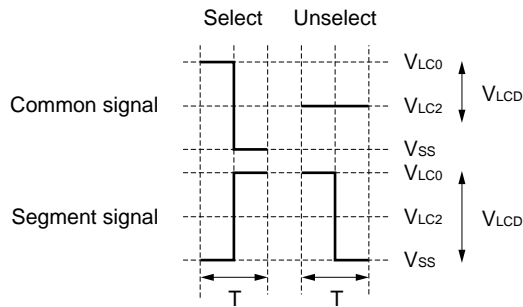 Select Unselect
VLC0
VLCD
Common signal
VLC2
VSS
VLC0
Segment signal
VLC2
VLCD
VSS
T T